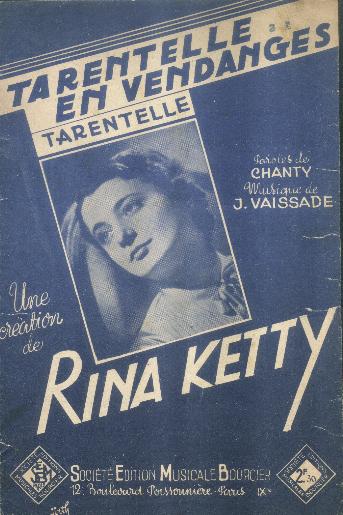 TARENTELLE
EN VENDANGES
TARENTELLE
Paroles de
CHANTY
Musique de
J. VAISSADE
Une
création
de
RINA KETTY
SOCIÉTÉ EDITION MUSICALE BOURCIER
12, Boulevard Poissonnière - Paris IXe
2F50